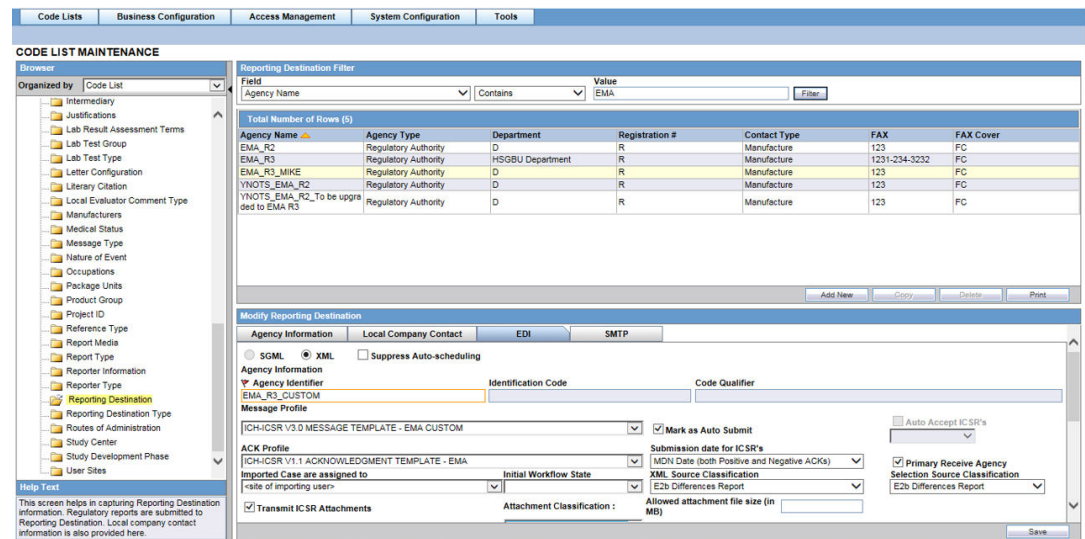 Code Lists Business Configuration Access Management System Configuration Tools
CODE LIST MAINTENANCE
Browser
Organized by Code List
Intermediary
Justifications
Lab Result Assessment Terms
Lab Test Group
Lab Test Type
Letter Configuration
Literary Citation
Local Evaluator Comment Type
Manufacturers
Medical Status
Message Type
Nature of Event
Occupations
Package Units
Product Group
Project ID
Reference Type
Report Media
Report Type
Reporter Information
Reporter Type
Reporting Destination
Reporting Destination Type
Routes of Administration
Study Center
Study Development Phase
User Sites
Help Text
This screen helps in capturing Reporting Destination
information. Regulatory reports are submitted to
Reporting Destination. Local company contact
information is also provided here.
Reporting Destination Filter
Field Value
Agency Name Contains EMA Filter
Total Number of Rows (5)
Agency Name Agency Type Department Registration # Contact Type FAX FAX Cover
EMA_R2 Regulatory Authority D R Manufacture 123 FC
EMA_R3 Regulatory Authority HSGBU Department R Manufacture 1231-234-3232 FC
EMA_R3_MIKE Regulatory Authority D R Manufacture 123 FC
YNOTS_EMA_R2 Regulatory Authority D R Manufacture 123 FC
YNOTS_EMA_R2_To be upgra
ded to EMA R3 Regulatory Authority D R Manufacture 123 FC
Add New Copy Delete Print
Modify Reporting Destination
Agency Information Local Company Contact EDI SMTP
SGML XML Suppress Auto-scheduling
Agency Information
Agency Identifier Identification Code Code Qualifier
EMA_R3_CUSTOM
Message Profile
ICH-ICSR V3.0 MESSAGE TEMPLATE - EMA CUSTOM Mark as Auto Submit Auto Accept ICSR's
ACK Profile Submission date for ICSR's
ICH-ICSR V1.1 ACKNOWLEDGMENT TEMPLATE - EMA MDN Date (both Positive and Negative ACKs) Primary Receive Agency
Imported Case are assigned to Initial Workflow State XML Source Classification Selection Source Classification
<site of importing user> E2b Differences Report E2b Differences Report
Transmit ICSR Attachments Attachment Classification : Allowed attachment file size (in
MB)
Save